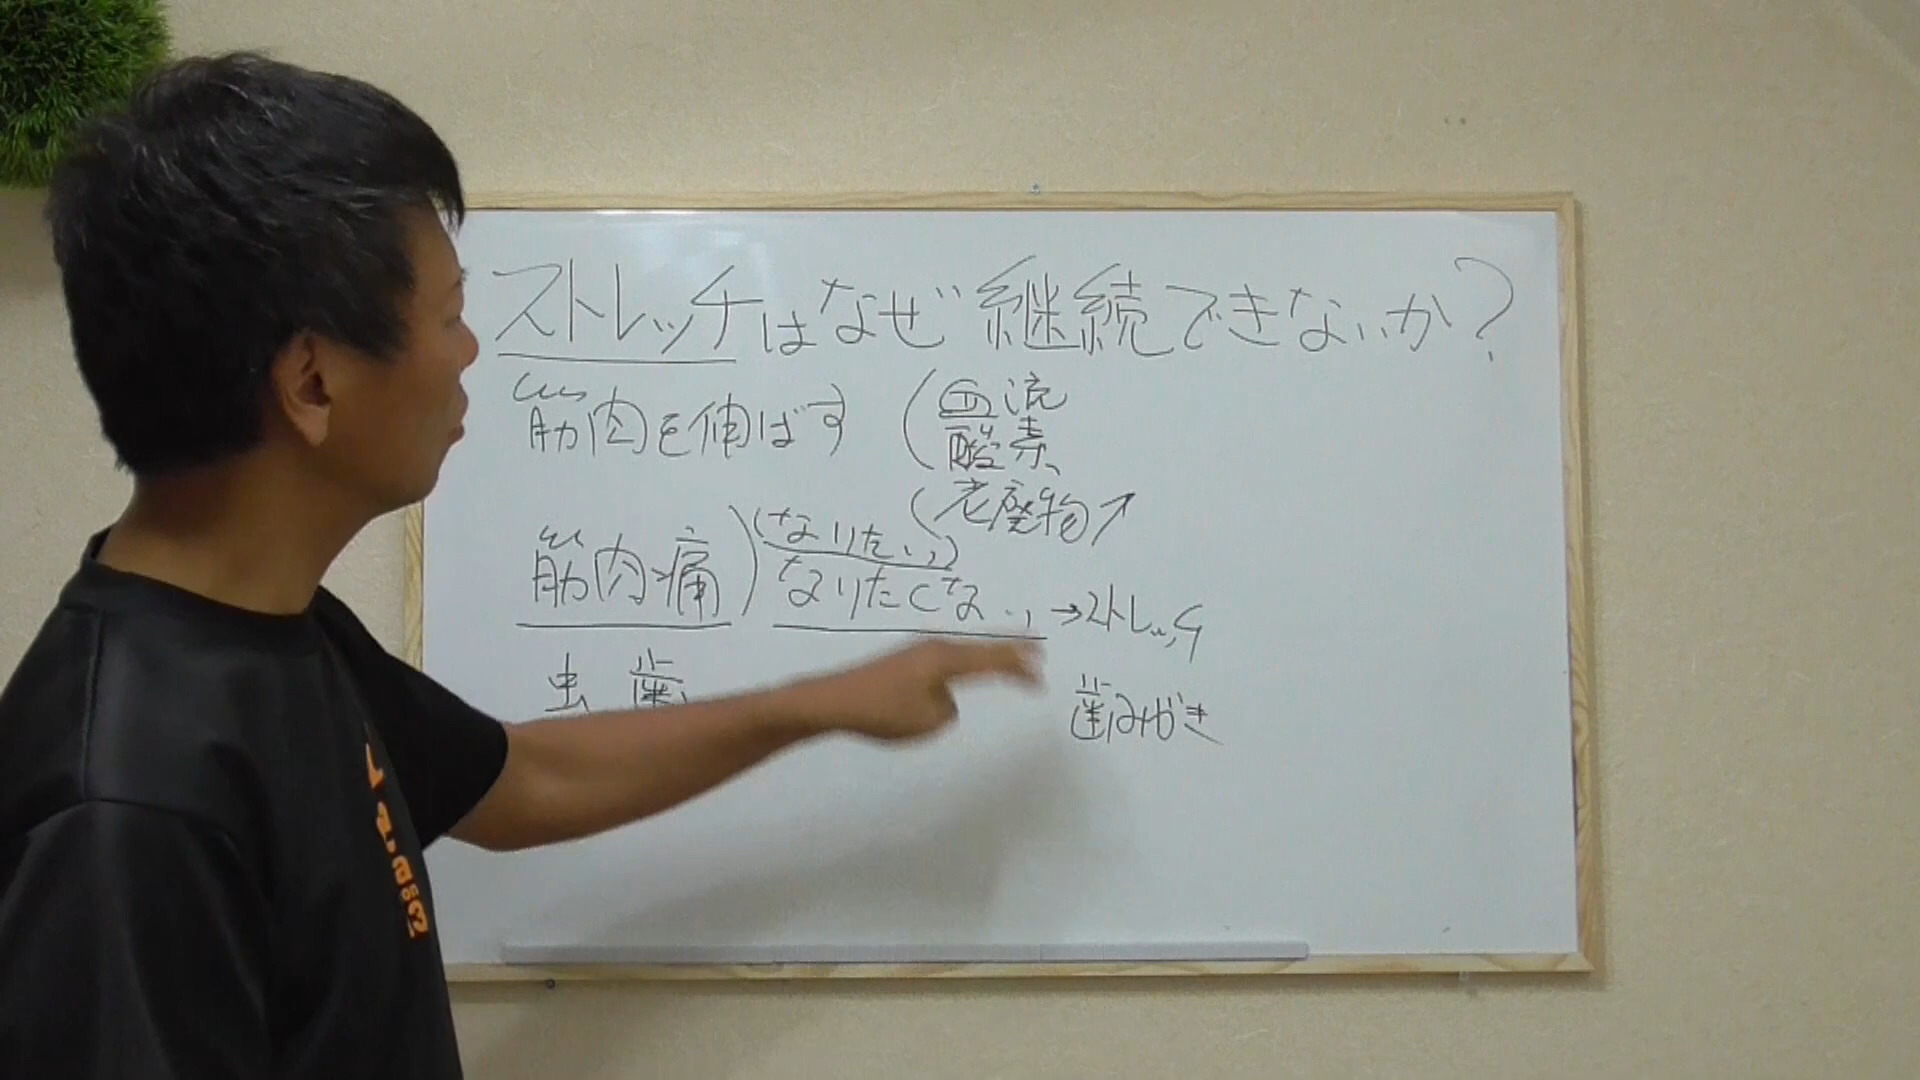 ストレッチはなぜ継続できないか?
筋肉を伸ばす (血流
酸素
(老廃物↗
筋肉痛) (なりたい)
なりたくない →ストレッチ
虫歯
歯みがき